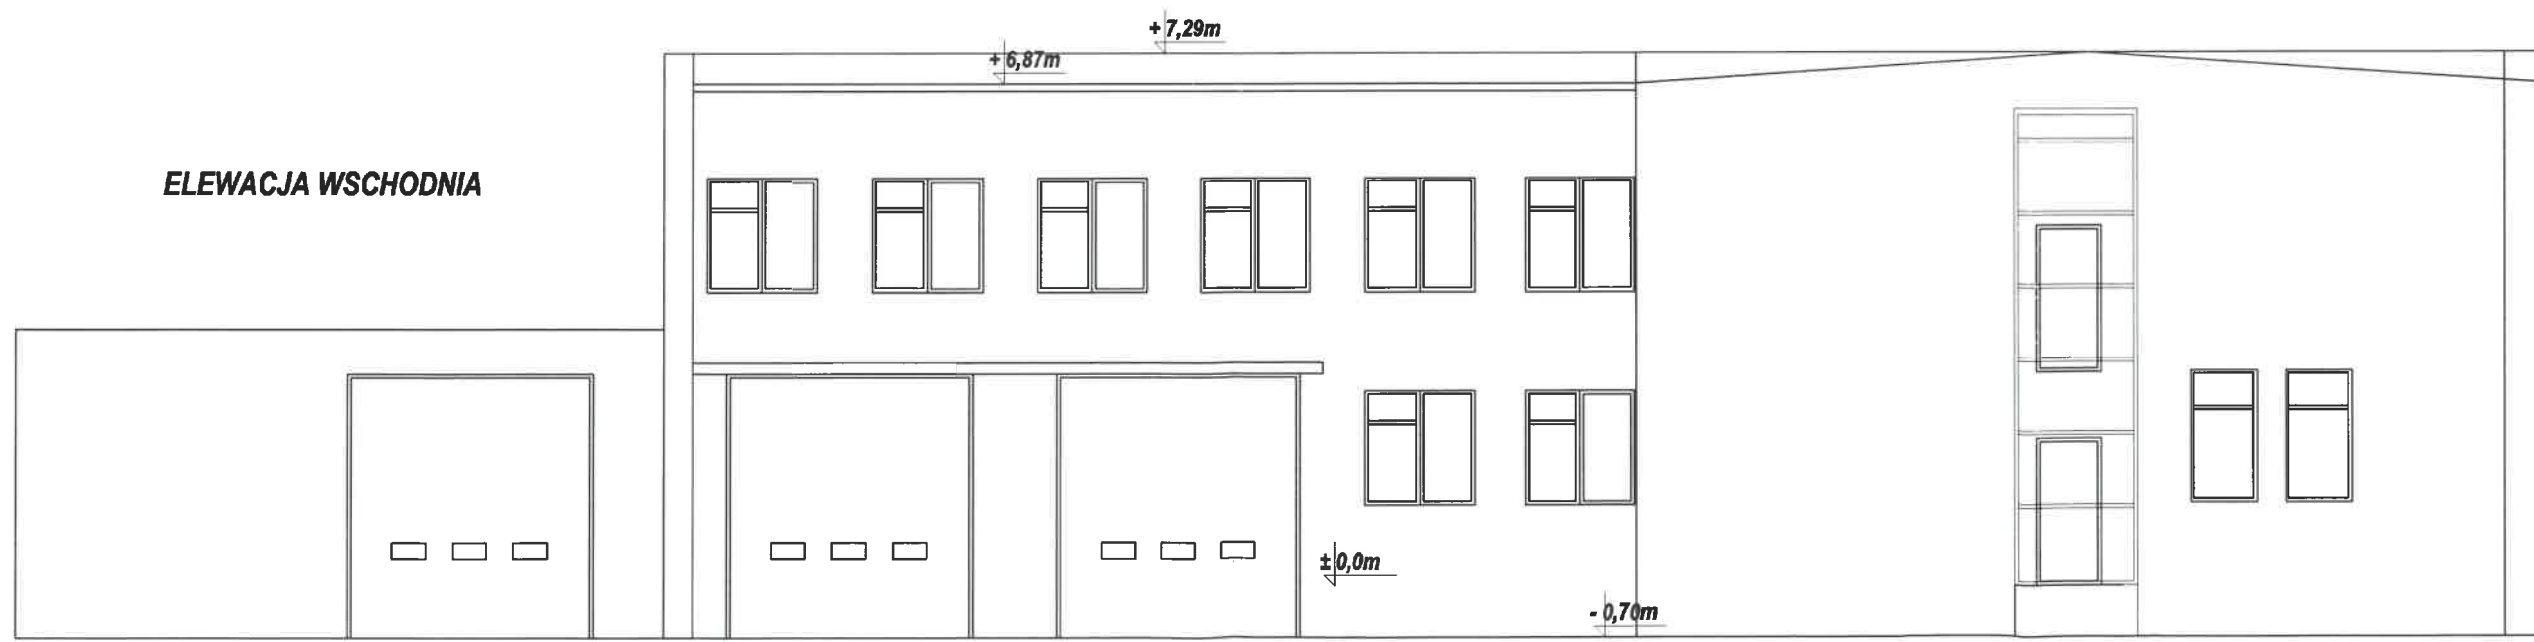 + 7,29m
+ 6,87m
ELEWACJA WSCHODNIA
± 0,0m
- 0,70m